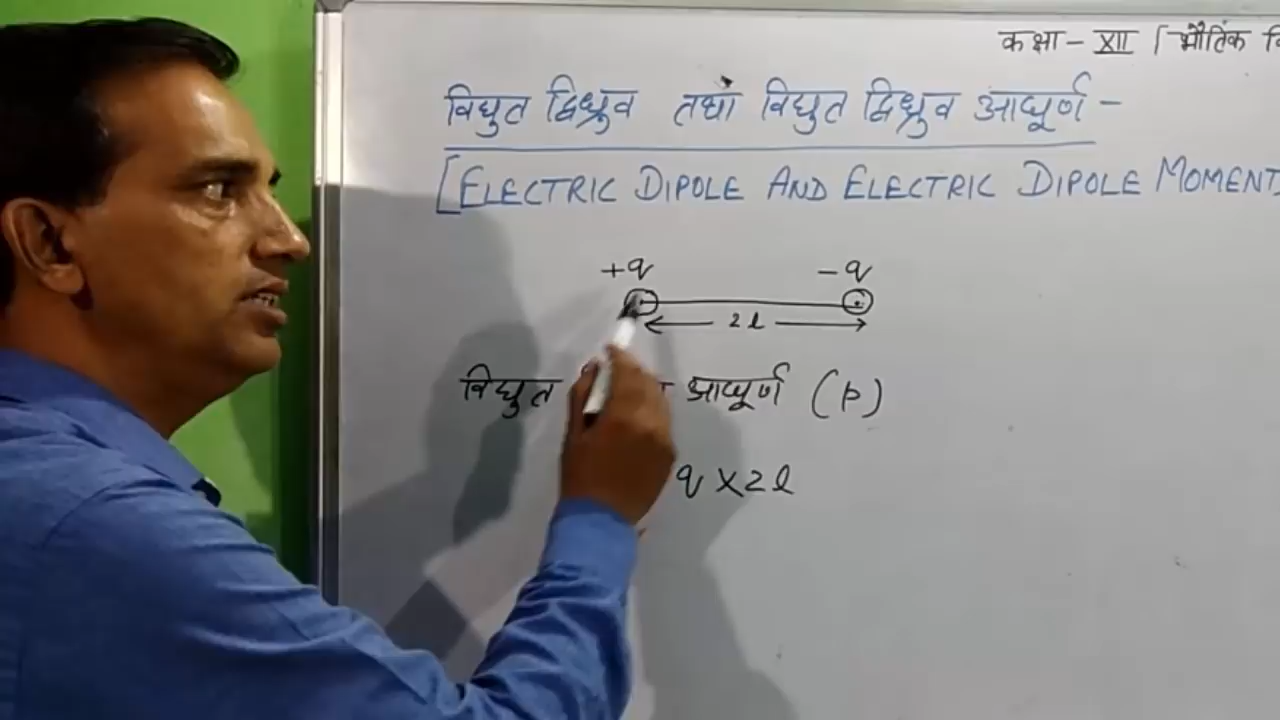 कक्षा - XII | भौतिक
विद्युत द्विध्रुव तथा विद्युत द्विध्रुव आघूर्ण -
[ELECTRIC DIPOLE AND ELECTRIC DIPOLE MOMENT
+q -q
2l
विद्युत आघूर्ण (p)
q x 2l